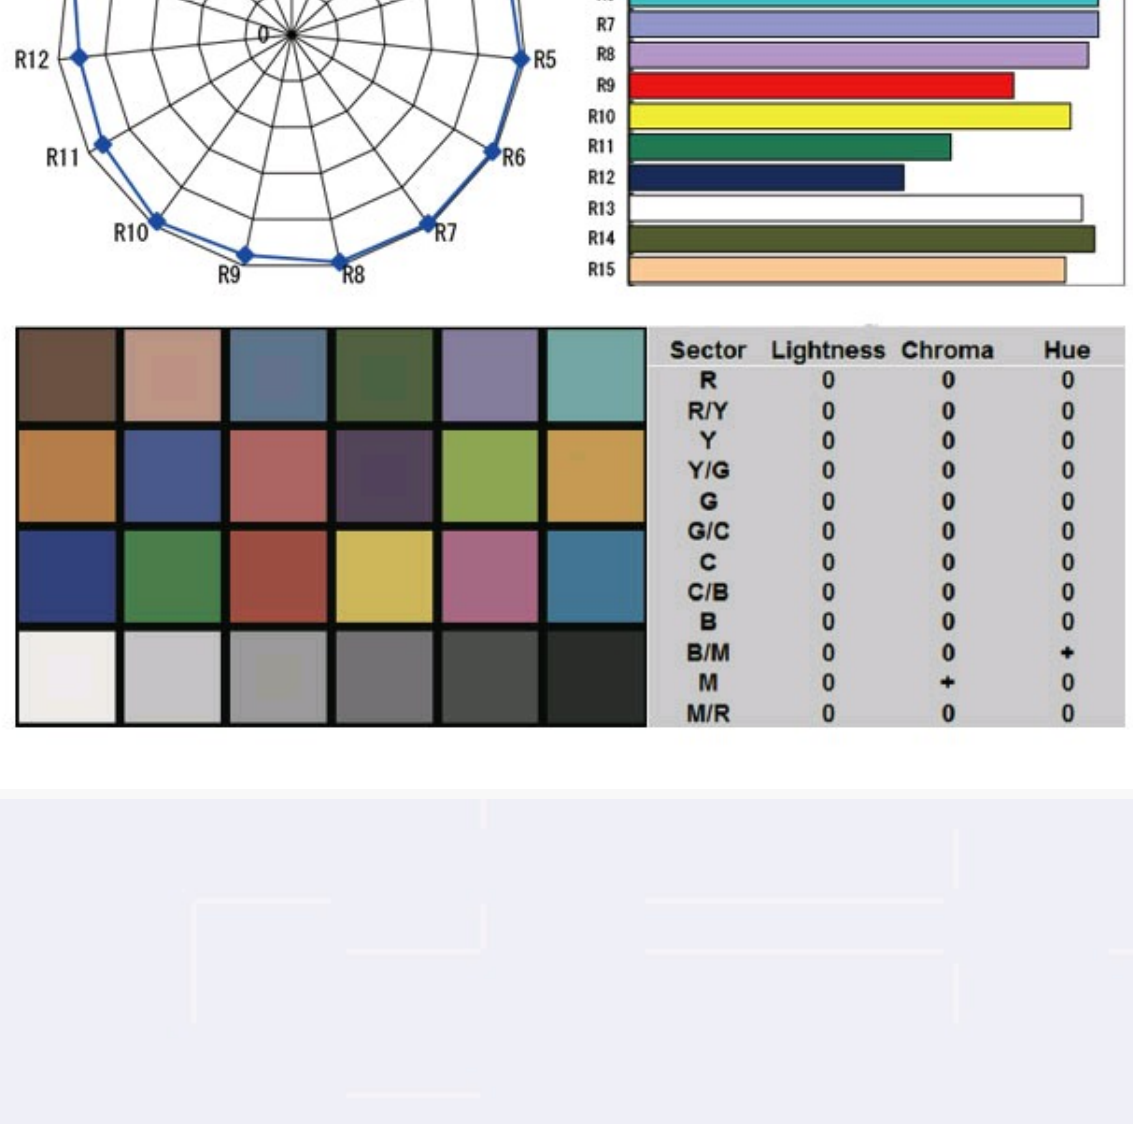 0
R12
R5
R11
R6
R10
R7
R9
R8
R7
R8
R9
R10
R11
R12
R13
R14
R15
Sector Lightness Chroma Hue
R 0 0 0
R/Y 0 0 0
Y 0 0 0
Y/G 0 0 0
G 0 0 0
G/C 0 0 0
C 0 0 0
C/B 0 0 0
B 0 0 0
B/M 0 0 +
M 0 + 0
M/R 0 0 0